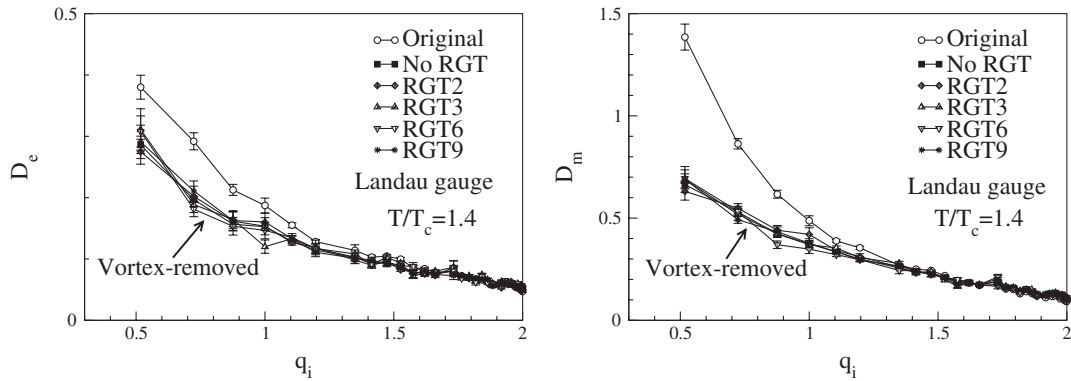 0.5
0
D_e
Original
No RGT
RGT2
RGT3
RGT6
RGT9
Landau gauge
T/T_c=1.4
Vortex-removed
0.5
1
1.5
2
q_i
1.5
1
0.5
0
D_m
Original
No RGT
RGT2
RGT3
RGT6
RGT9
Landau gauge
T/T_c=1.4
Vortex-removed
0.5
1
1.5
2
q_i